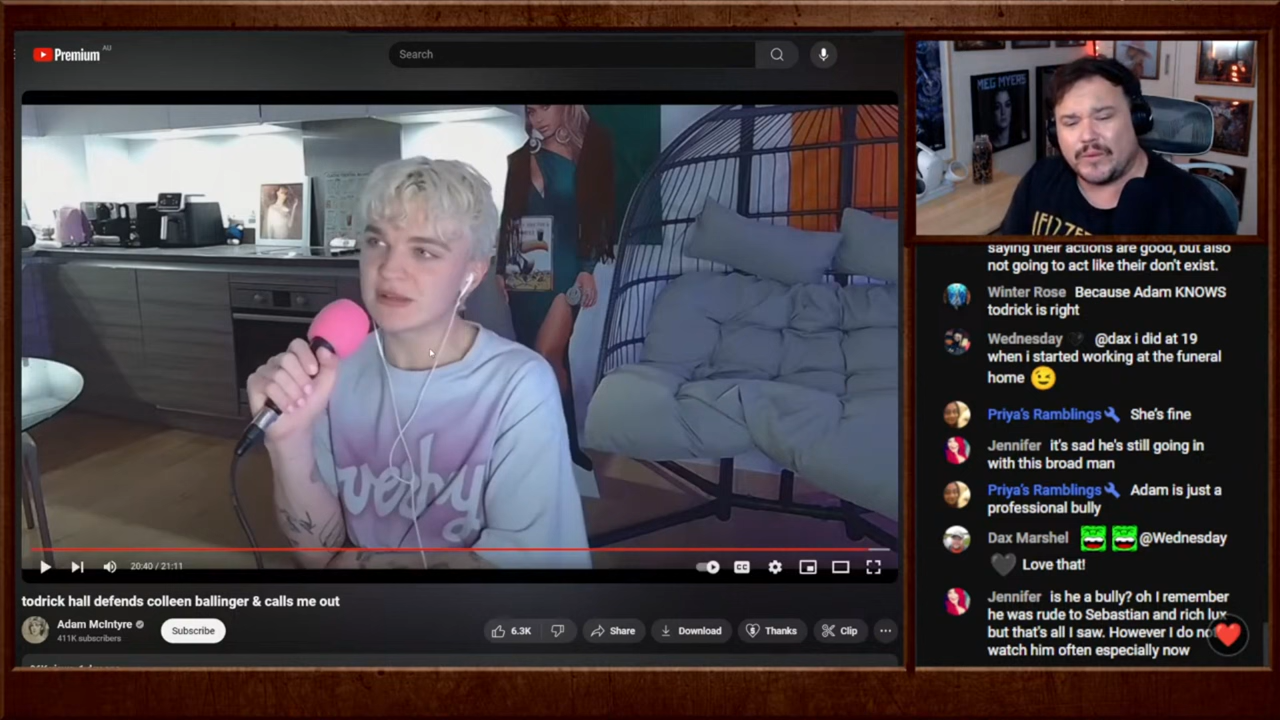 Premium AU
Search
MEG MYERS
20:40 / 21:11
CC
todrick hall defends colleen ballinger & calls me out
Adam McIntyre
411K subscribers
Subscribe
6.3K
Share
Download
Thanks
Clip
saying their actions are good, but also
not going to act like their don't exist.
Winter Rose Because Adam KNOWS
todrick is right
Wednesday @dax i did at 19
when i started working at the funeral
home
Priya's Ramblings She's fine
Jennifer it's sad he's still going in
with this broad man
Priya's Ramblings Adam is just a
professional bully
Dax Marshel @Wednesday
Love that!
Jennifer is he a bully? oh I remember
he was rude to Sebastian and rich lux
but that's all I saw. However I do
watch him often especially now